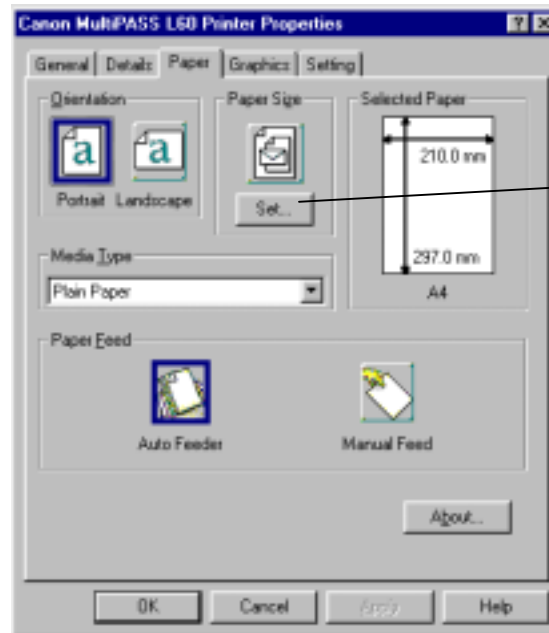 Canon MultiPASS L60 Printer Properties
General Details Paper Graphics Setting
Orientation Paper Size Selected Paper
a a 210.0 mm
Portrait Landscape Set...
Media Type 297.0 mm
Plain Paper A4
Paper Feed
Auto Feeder Manual Feed
About...
OK Cancel Apply Help